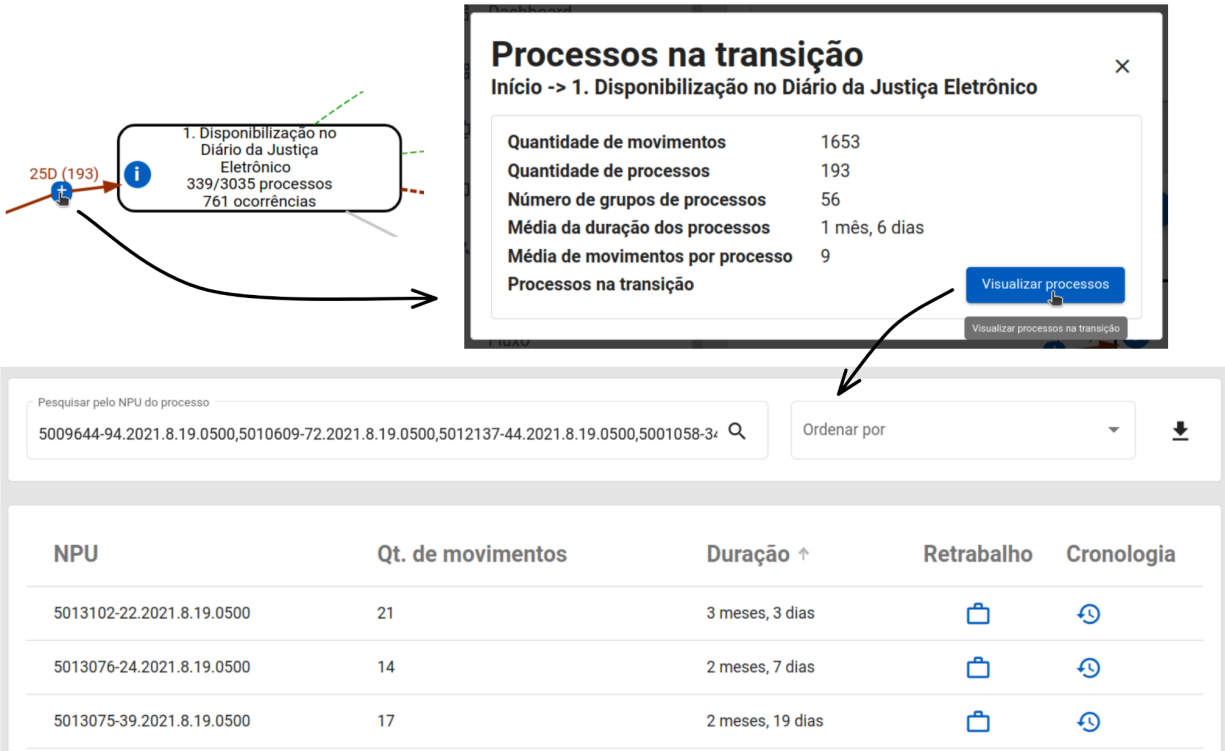 Dashboard
Processos na transição
Início -> 1. Disponibilização no Diário da Justiça Eletrônico
1. Disponibilização no
Diário da Justiça
Eletrônico
339/3035 processos
761 ocorrências
25D (193)
i
+
Quantidade de movimentos 1653
Quantidade de processos 193
Número de grupos de processos 56
Média da duração dos processos 1 mês, 6 dias
Média de movimentos por processo 9
Processos na transição Visualizar processos
Visualizar processos na transição
Fluxo
Pesquisar pelo NPU do processo
5009644-94.2021.8.19.0500,5010609-72.2021.8.19.0500,5012137-44.2021.8.19.0500,5001058-34
Ordenar por
NPU Qt. de movimentos Duração Retrabalho Cronologia
5013102-22.2021.8.19.0500 21 3 meses, 3 dias
5013076-24.2021.8.19.0500 14 2 meses, 7 dias
5013075-39.2021.8.19.0500 17 2 meses, 19 dias